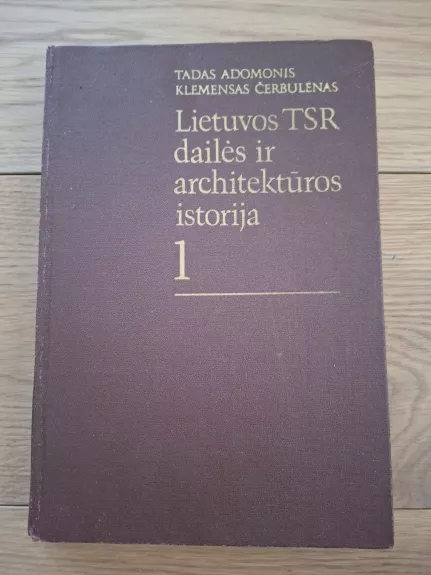 TADAS ADOMONIS
KLEMENSAS ČERBULĖNAS
Lietuvos TSR
dailės ir
architektūros
istorija
1